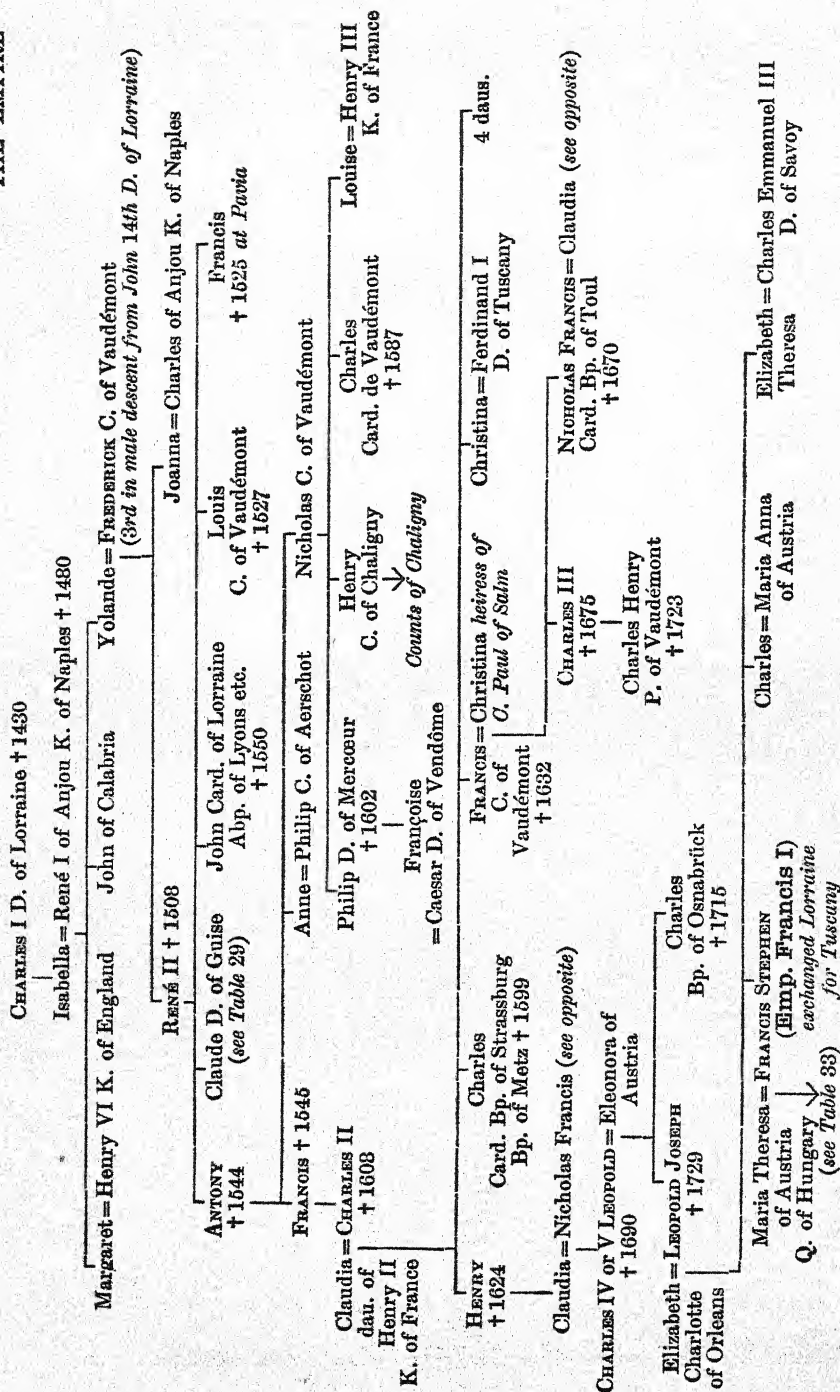 CHARLES I D. of Lorraine † 1430
Isabella = René I of Anjou K. of Naples † 1480
Margaret = Henry VI K. of England John of Calabria Yolande = FREDERICK C. of Vaudémont
(3rd in male descent from John 14th D. of Lorraine)
RENÉ II † 1508 Joanna = Charles of Anjou K. of Naples
ANTONY Claude D. of Guise John Card. of Lorraine Louis Francis
† 1544 (see Table 29) Abp. of Lyons etc. C. of Vaudémont † 1525 at Pavia
† 1550 † 1527
FRANCIS † 1545 Anne = Philip C. of Aerschot Nicholas C. of Vaudémont
Claudia = CHARLES II Philip D. of Mercœur Henry Charles Louise = Henry III
dau. of † 1608 † 1602 C. of Chaligny Card. de Vaudémont K. of France
Henry II Françoise Counts of Chaligny † 1587
K. of France = Caesar D. of Vendôme
HENRY Charles FRANCIS = Christina heiress of Christina = Ferdinand I 4 daus.
† 1624 Card. Bp. of Strassburg C. of C. Paul of Salm D. of Tuscany
Bp. of Metz † 1599 Vaudémont
† 1632
Claudia = Nicholas Francis (see opposite) CHARLES III NICHOLAS FRANCIS = Claudia (see opposite)
† 1675 Card. Bp. of Toul
† 1670
CHARLES IV or V LEOPOLD = Eleonora of Charles Henry
† 1690 Austria P. of Vaudémont
† 1723
Elizabeth = LEOPOLD JOSEPH Charles
Charlotte † 1729 Bp. of Osnabrück
of Orleans † 1715
Maria Theresa = FRANCIS STEPHEN Charles = Maria Anna Elizabeth = Charles Emmanuel III
of Austria (Emp. Francis I) of Austria Theresa D. of Savoy
Q. of Hungary exchanged Lorraine
(see Table 33) for Tuscany